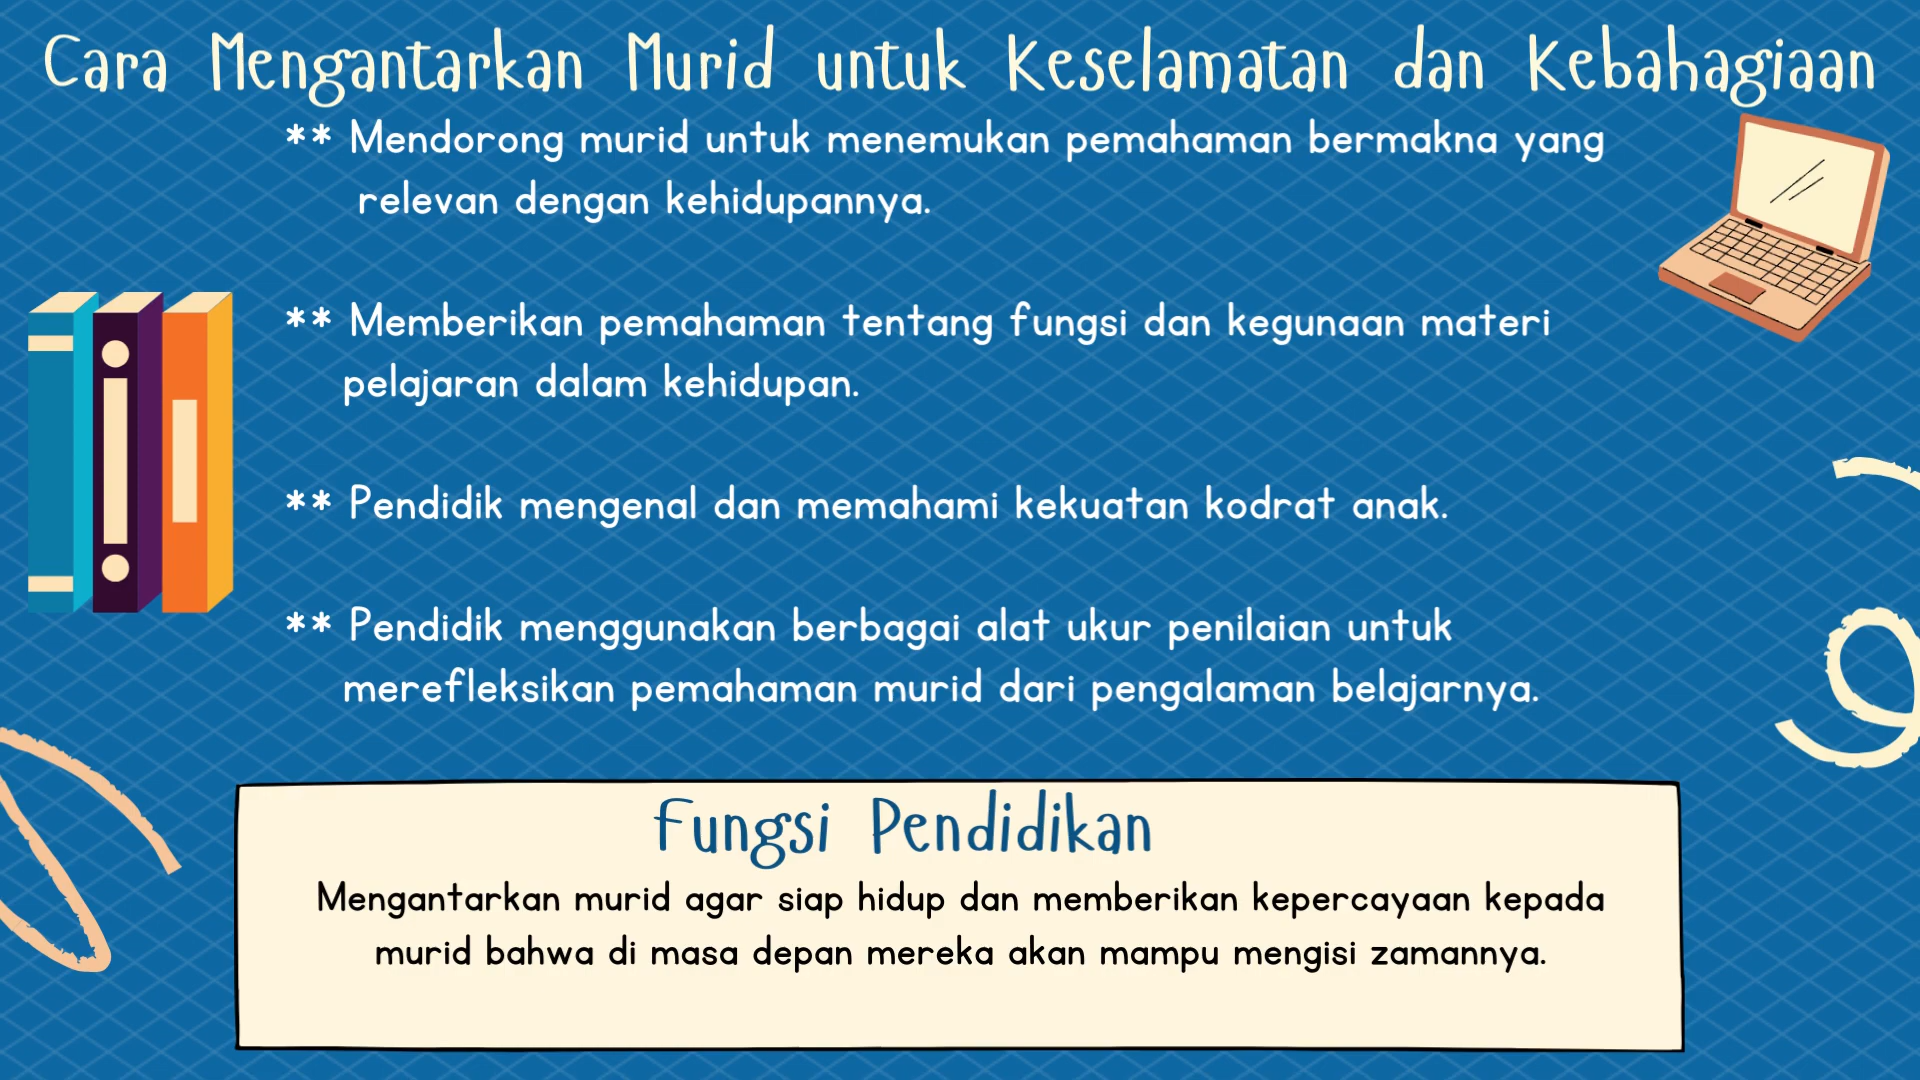 Cara Mengantarkan Murid untuk Keselamatan dan Kebahagiaan
** Mendorong murid untuk menemukan pemahaman bermakna yang
relevan dengan kehidupannya.
** Memberikan pemahaman tentang fungsi dan kegunaan materi
pelajaran dalam kehidupan.
** Pendidik mengenal dan memahami kekuatan kodrat anak.
** Pendidik menggunakan berbagai alat ukur penilaian untuk
merefleksikan pemahaman murid dari pengalaman belajarnya.
Fungsi Pendidikan
Mengantarkan murid agar siap hidup dan memberikan kepercayaan kepada
murid bahwa di masa depan mereka akan mampu mengisi zamannya.